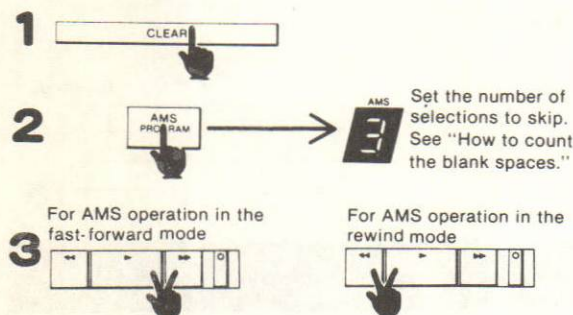 1
CLEAR
2
AMS
PROGRAM
AMS
3
Set the number of
selections to skip.
See "How to count
the blank spaces."
3
For AMS operation in the
fast-forward mode
For AMS operation in the
rewind mode